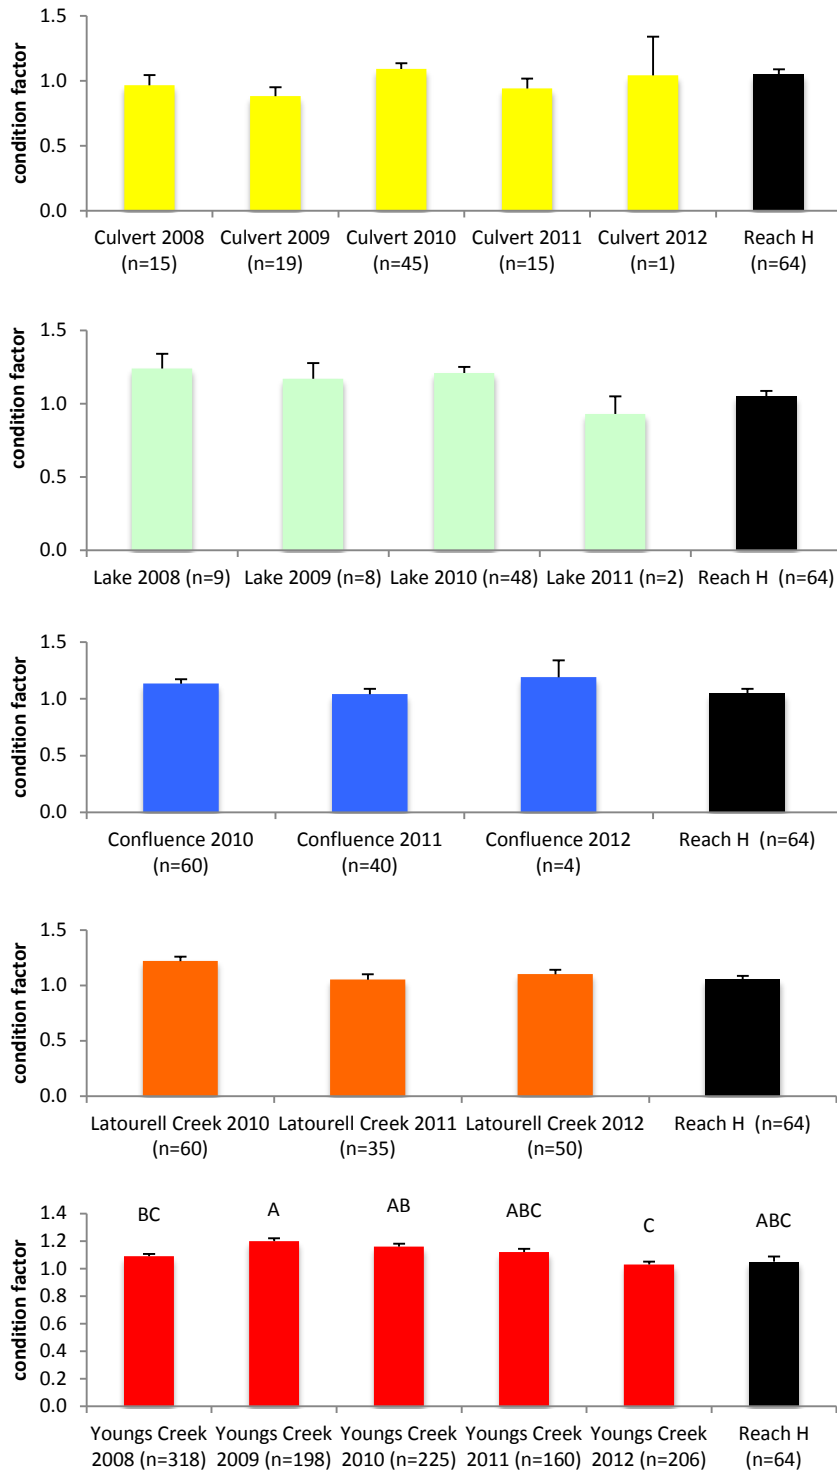 condition factor
1.5
1.0
0.5
0.0
Culvert 2008 Culvert 2009 Culvert 2010 Culvert 2011 Culvert 2012 Reach H
(n=15) (n=19) (n=45) (n=15) (n=1) (n=64)
condition factor
1.5
1.0
0.5
0.0
Lake 2008 (n=9) Lake 2009 (n=8) Lake 2010 (n=48) Lake 2011 (n=2) Reach H (n=64)
condition factor
1.5
1.0
0.5
0.0
Confluence 2010 Confluence 2011 Confluence 2012 Reach H (n=64)
(n=60) (n=40) (n=4)
condition factor
1.5
1.0
0.5
0.0
Latourell Creek 2010 Latourell Creek 2011 Latourell Creek 2012 Reach H (n=64)
(n=60) (n=35) (n=50)
condition factor
1.4
1.2
1.0
0.8
0.6
0.4
0.2
0.0
BC A AB ABC C ABC
Youngs Creek Youngs Creek Youngs Creek Youngs Creek Youngs Creek Reach H
2008 (n=318) 2009 (n=198) 2010 (n=225) 2011 (n=160) 2012 (n=206) (n=64)